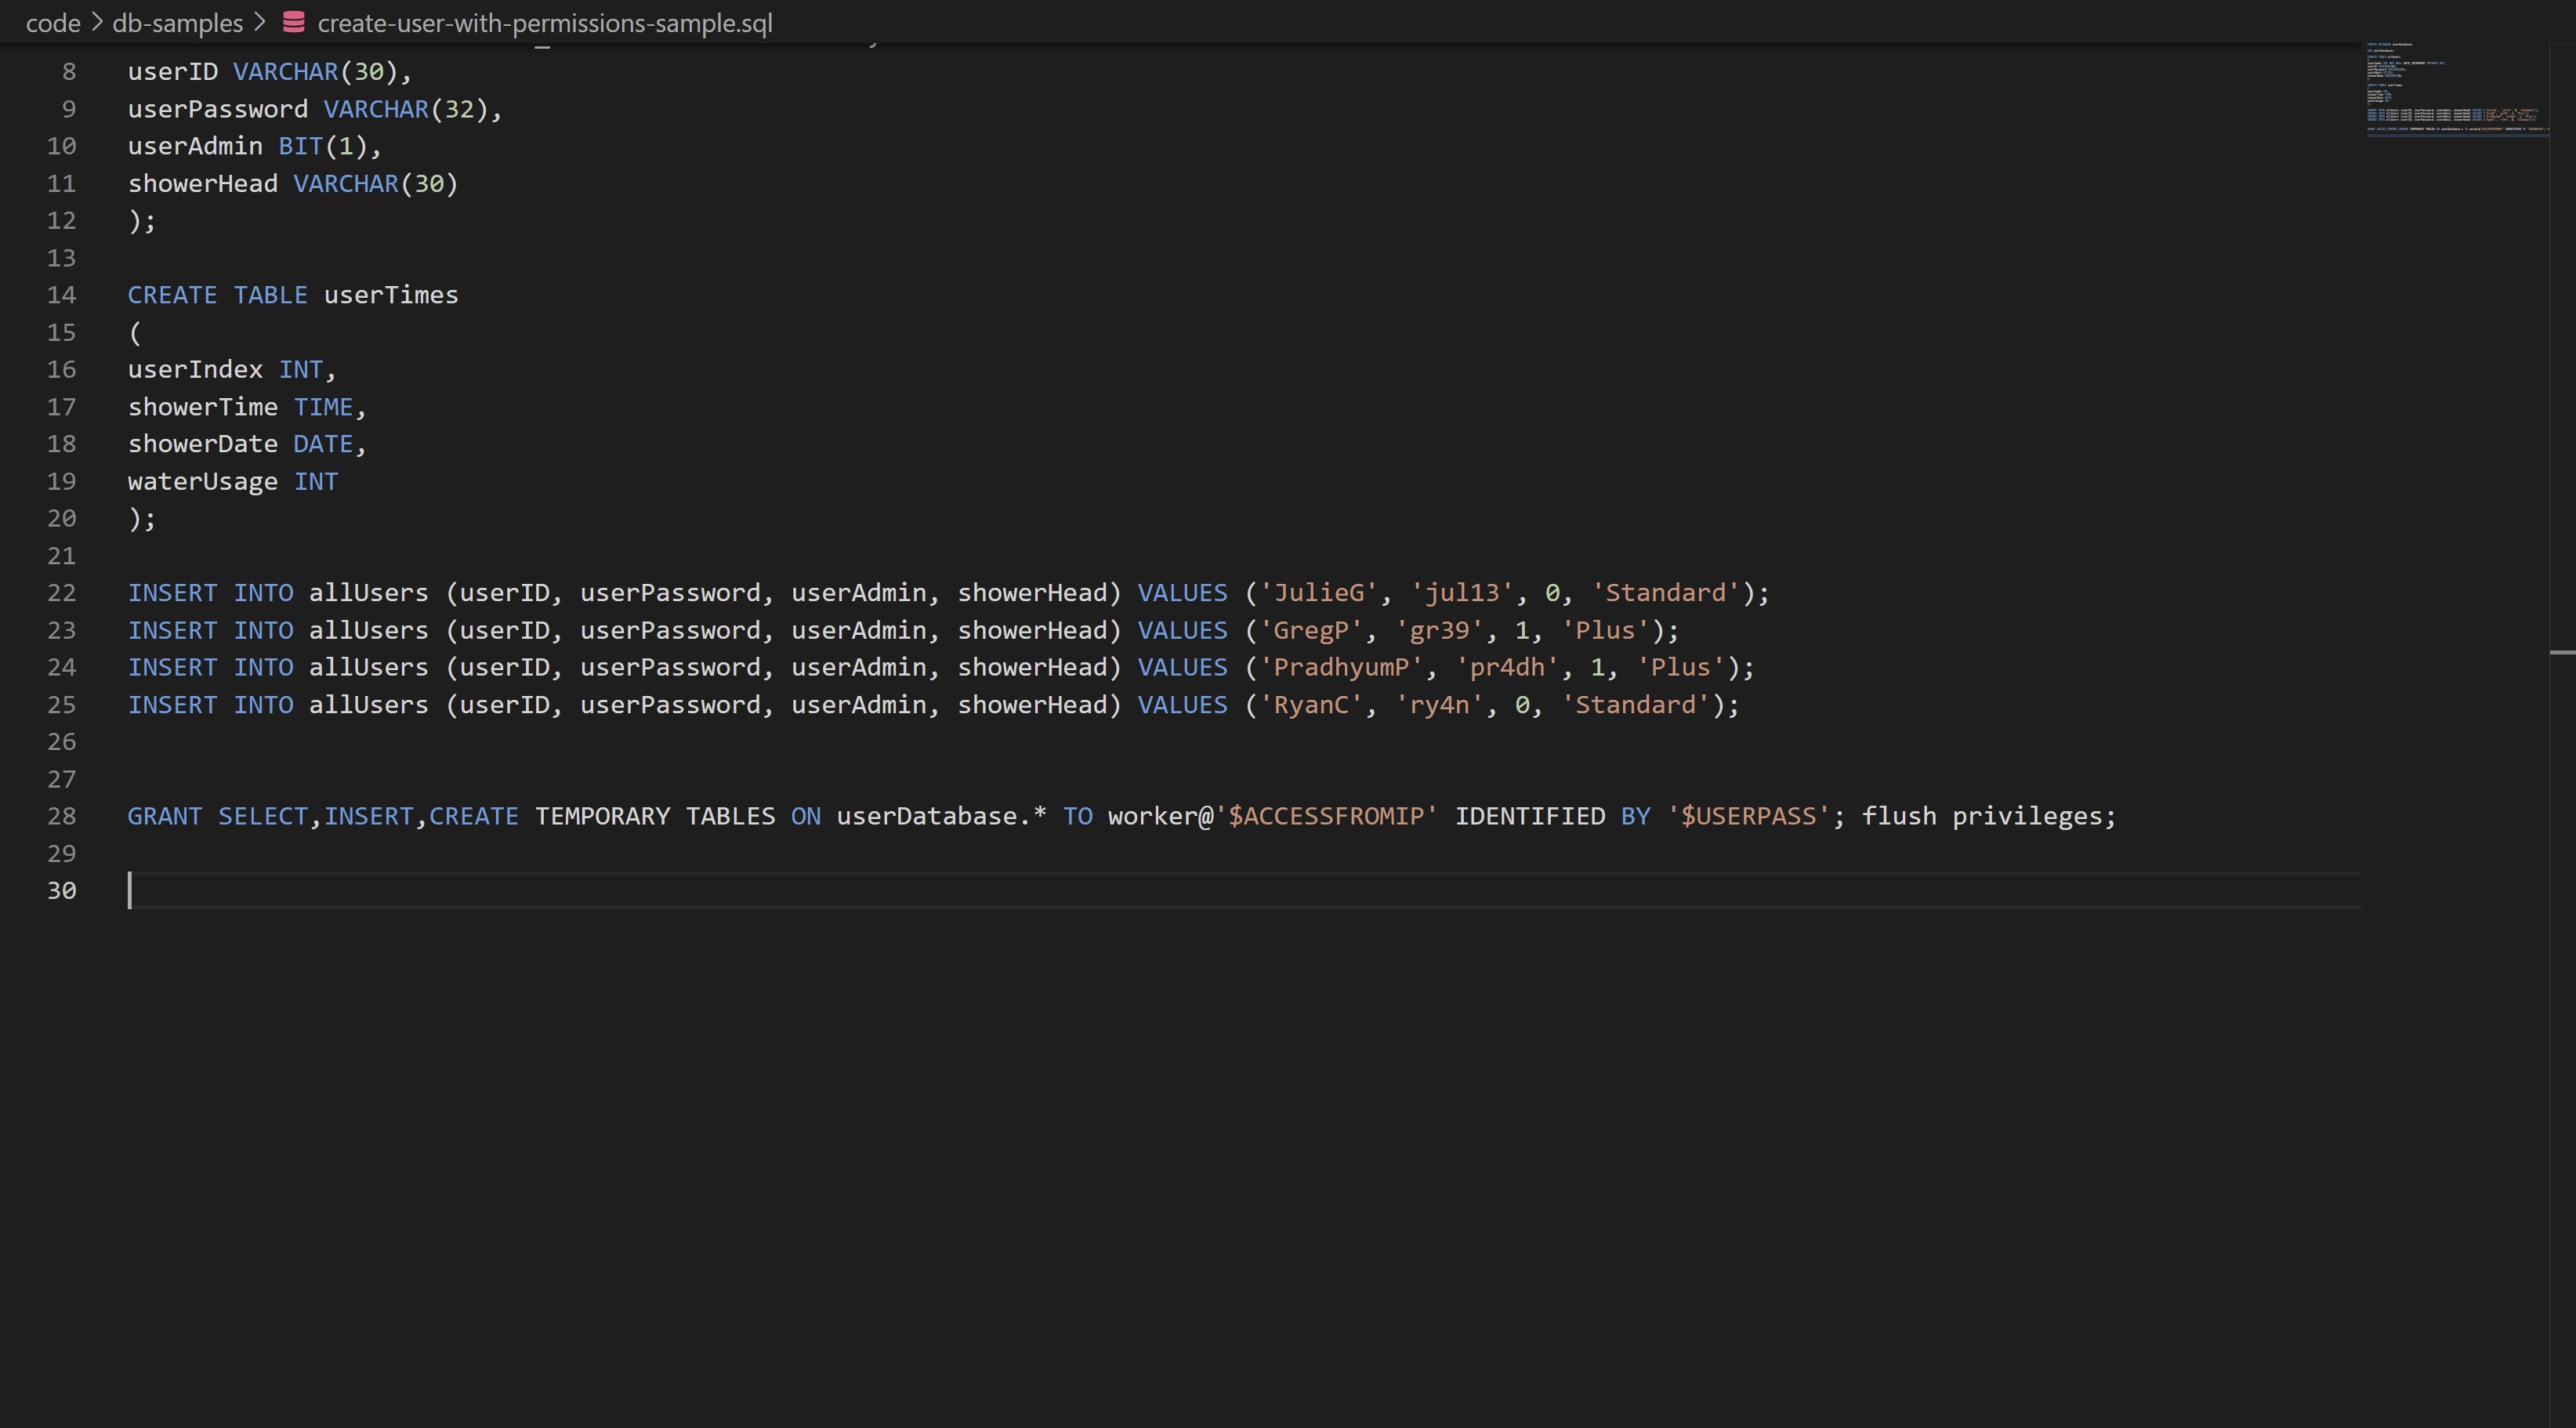 code > db-samples > create-user-with-permissions-sample.sql
8 userID VARCHAR(30),
9 userPassword VARCHAR(32),
10 userAdmin BIT(1),
11 showerHead VARCHAR(30)
12 );
13
14 CREATE TABLE userTimes
15 (
16 userIndex INT,
17 showerTime TIME,
18 showerDate DATE,
19 waterUsage INT
20 );
21
22 INSERT INTO allUsers (userID, userPassword, userAdmin, showerHead) VALUES ('JulieG', 'jul13', 0, 'Standard');
23 INSERT INTO allUsers (userID, userPassword, userAdmin, showerHead) VALUES ('GregP', 'gr39', 1, 'Plus');
24 INSERT INTO allUsers (userID, userPassword, userAdmin, showerHead) VALUES ('PradhyumP', 'pr4dh', 1, 'Plus');
25 INSERT INTO allUsers (userID, userPassword, userAdmin, showerHead) VALUES ('RyanC', 'ry4n', 0, 'Standard');
26
27
28 GRANT SELECT,INSERT,CREATE TEMPORARY TABLES ON userDatabase.* TO worker@'$ACCESSFROMIP' IDENTIFIED BY '$USERPASS'; flush privileges;
29
30